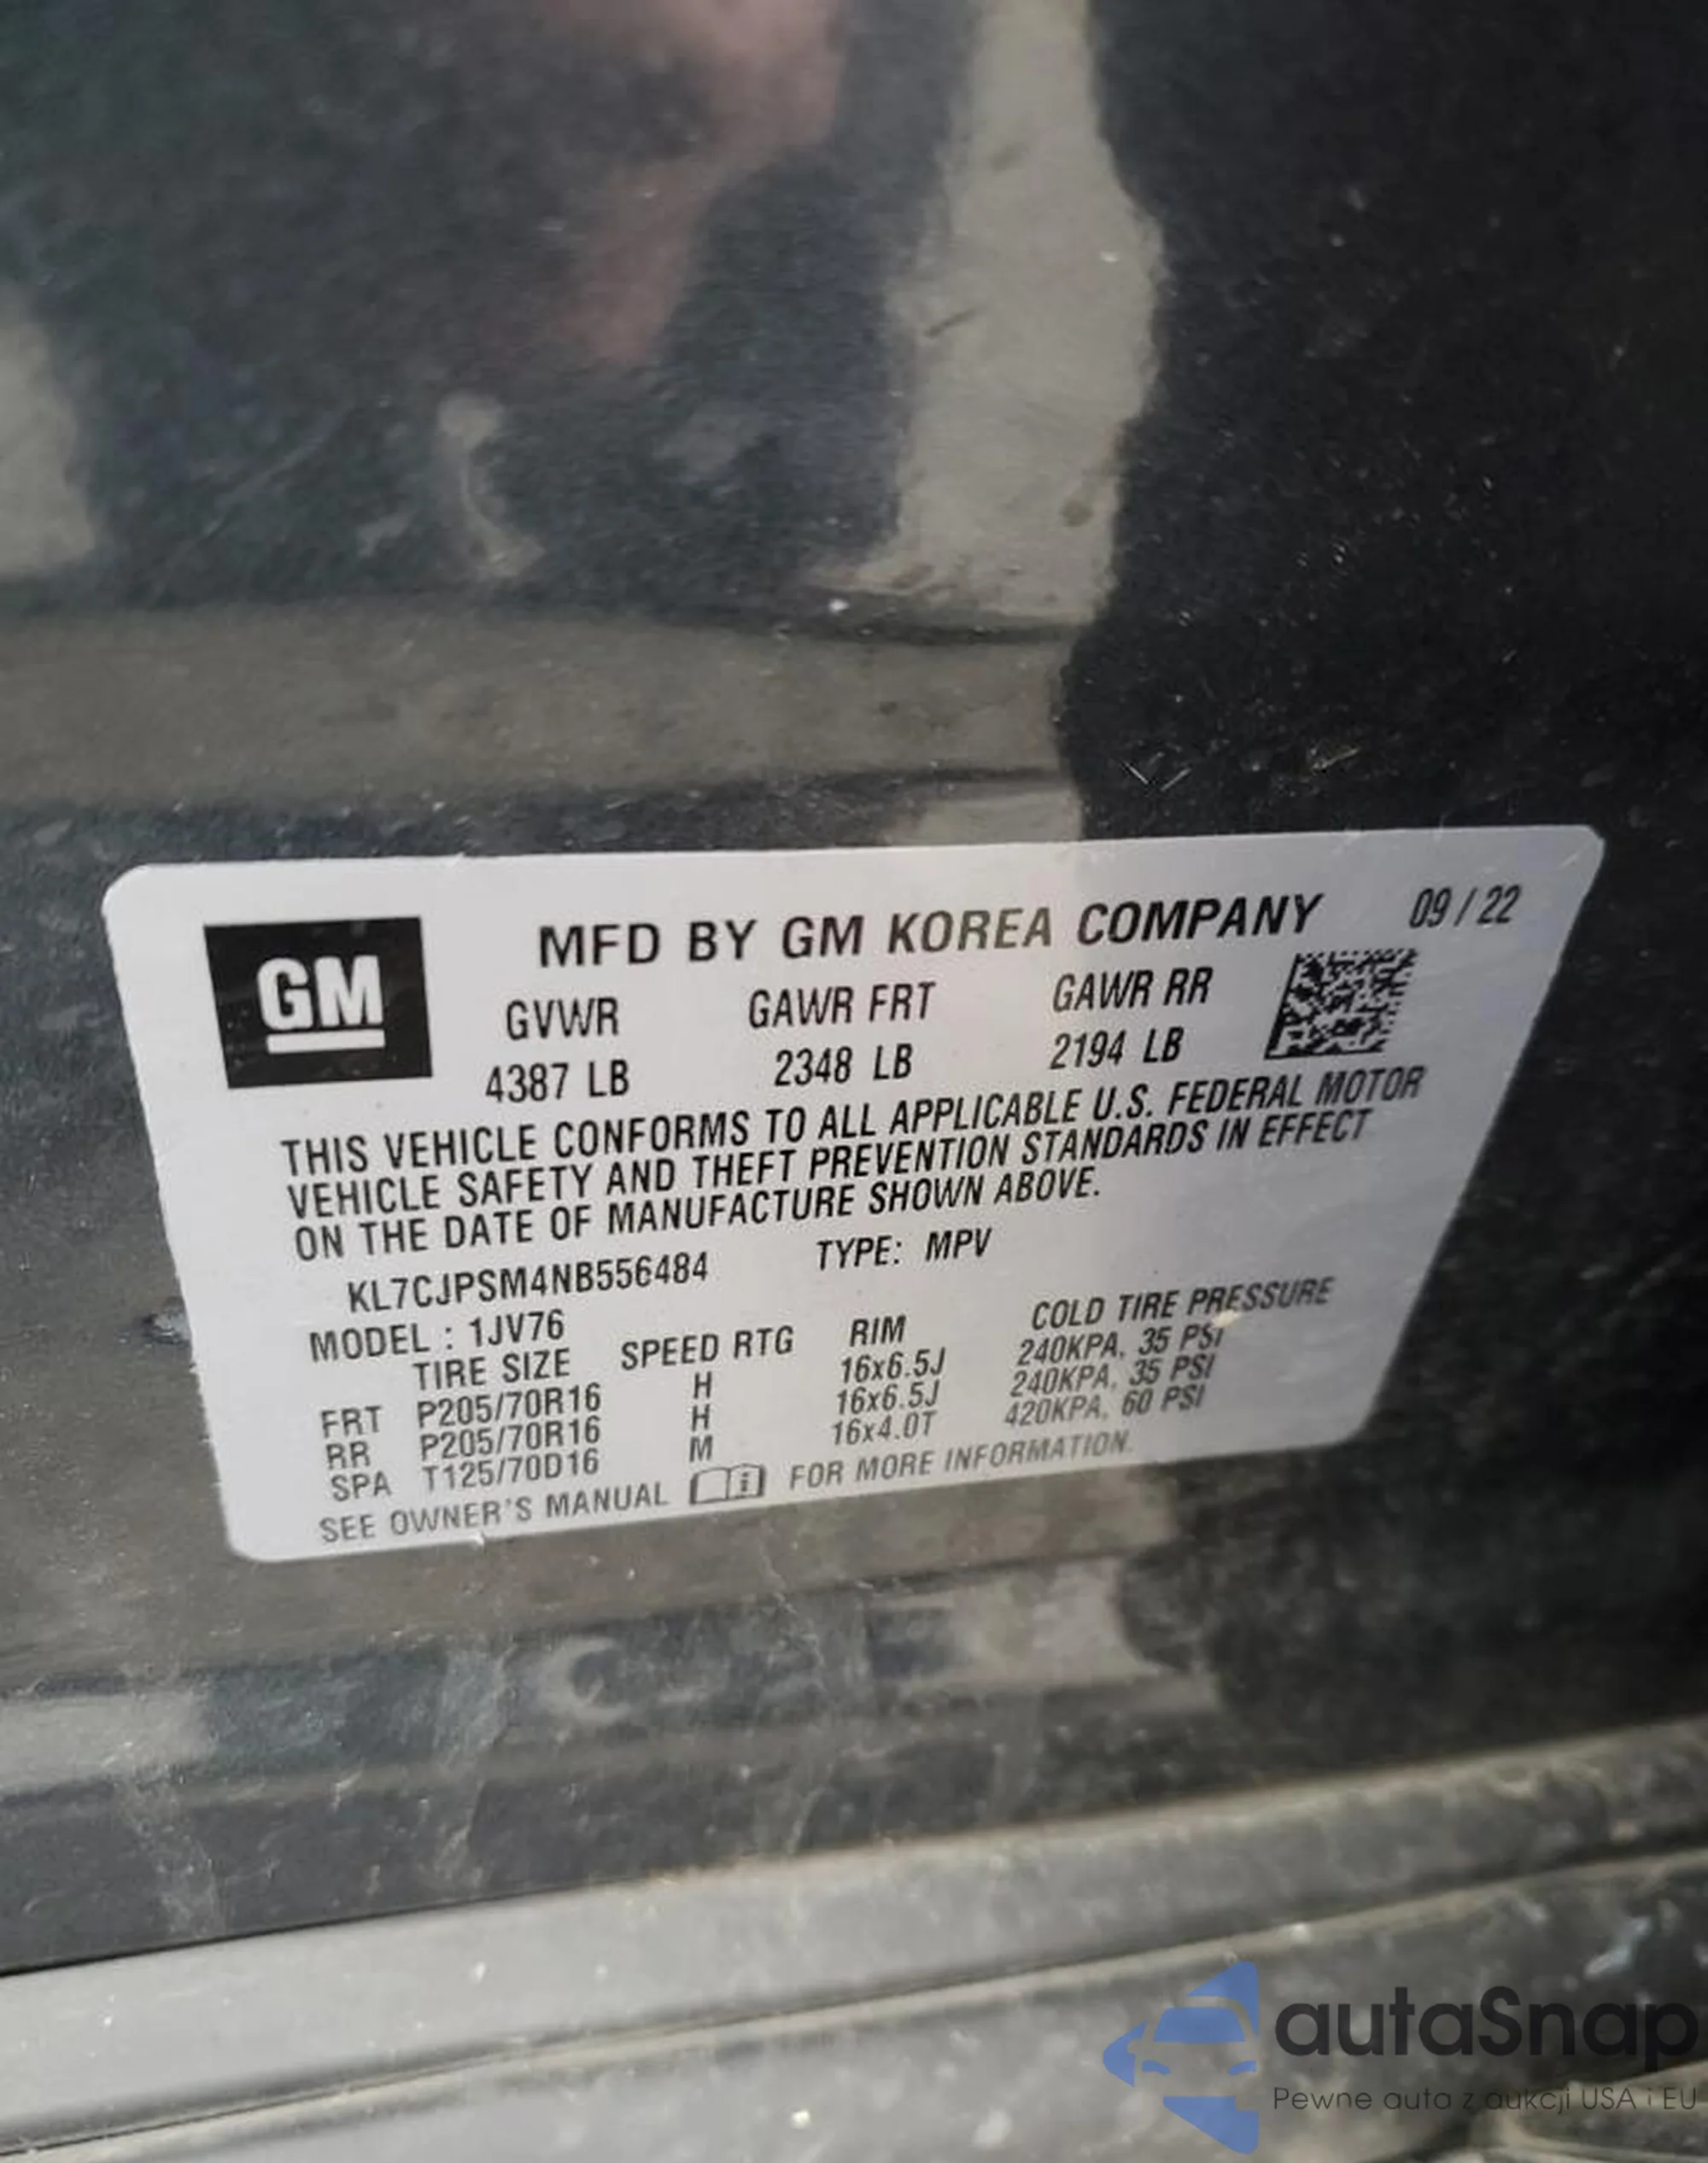 GM
MFD BY GM KOREA COMPANY 09 / 22
GVWR GAWR FRT GAWR RR
4387 LB 2348 LB 2194 LB
THIS VEHICLE CONFORMS TO ALL APPLICABLE U.S. FEDERAL MOTOR
VEHICLE SAFETY AND THEFT PREVENTION STANDARDS IN EFFECT
ON THE DATE OF MANUFACTURE SHOWN ABOVE.
KL7CJPSM4NB556484 TYPE: MPV
MODEL : 1JV76
TIRE SIZE SPEED RTG RIM COLD TIRE PRESSURE
FRT P205/70R16 H 16x6.5J 240KPA, 35 PSI
RR P205/70R16 H 16x6.5J 240KPA, 35 PSI
SPA T125/70D16 M 16x4.0T 420KPA, 60 PSI
SEE OWNER'S MANUAL FOR MORE INFORMATION.
autaSnap
Pewne auta z aukcji USA i EU